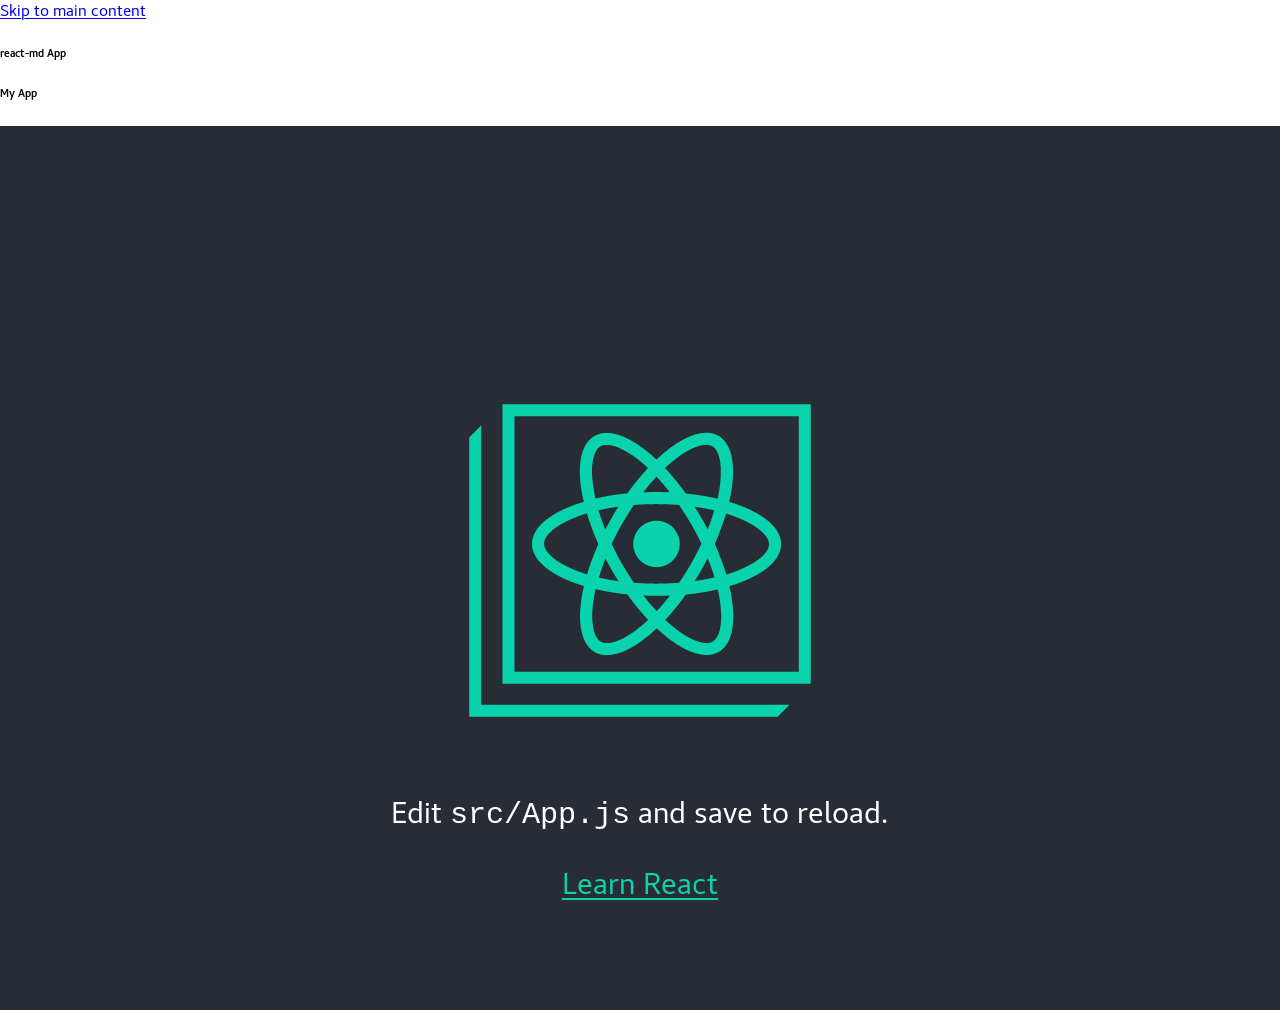 Skip to main content
react-md App
My App
Edit src/App.js and save to reload.
Learn React